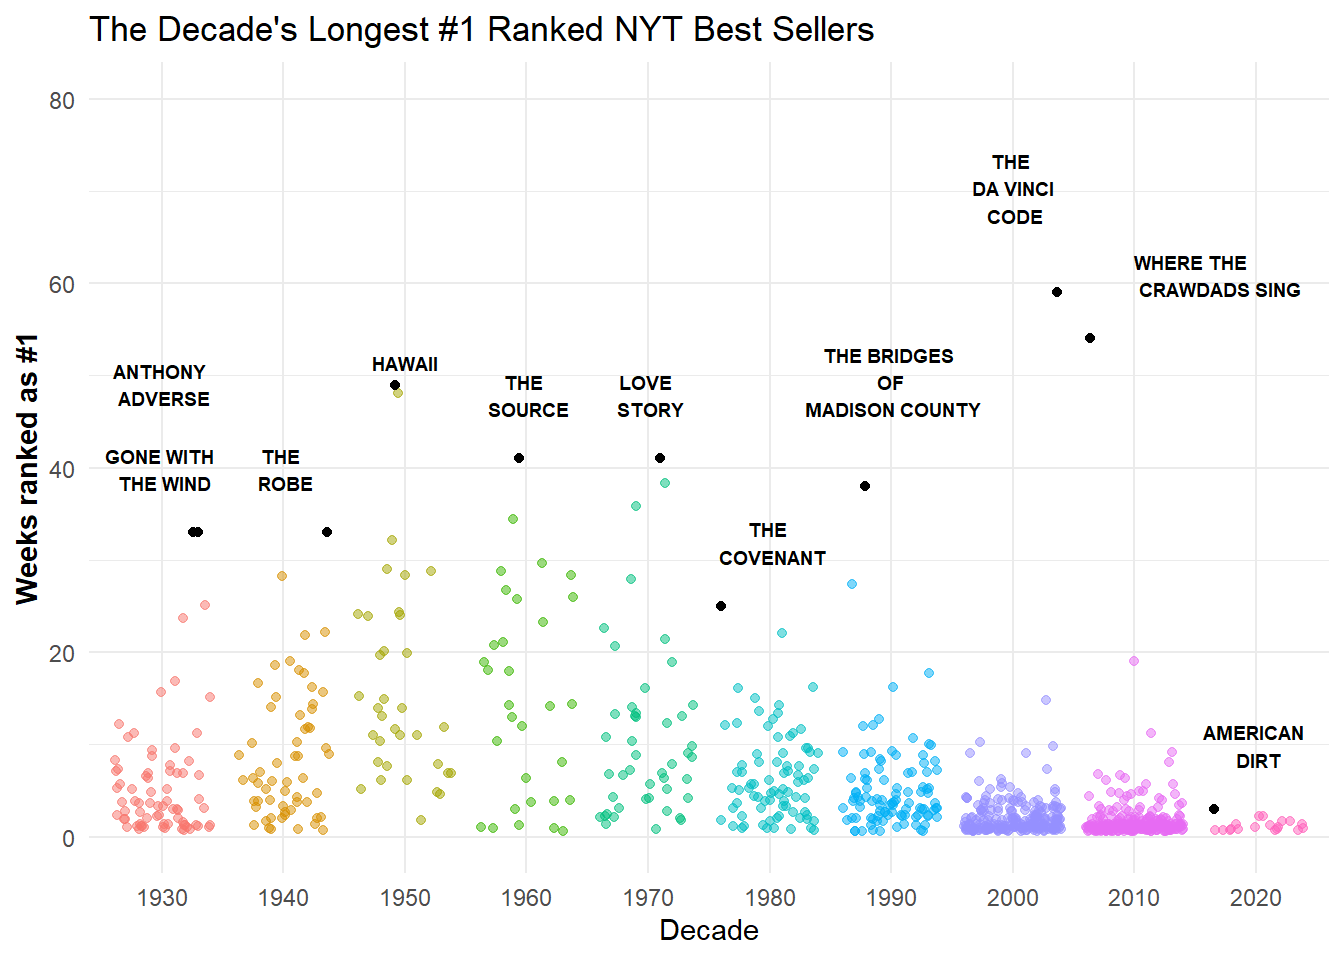 The Decade's Longest #1 Ranked NYT Best Sellers
Weeks ranked as #1
80
60
40
20
0
THE
DA VINCI
CODE
WHERE THE
CRAWDADS SING
ANTHONY
ADVERSE
HAWAII
THE
SOURCE
LOVE
STORY
THE BRIDGES
OF
MADISON COUNTY
GONE WITH
THE WIND
THE
ROBE
THE
COVENANT
AMERICAN
DIRT
1930
1940
1950
1960
1970
1980
1990
2000
2010
2020
Decade